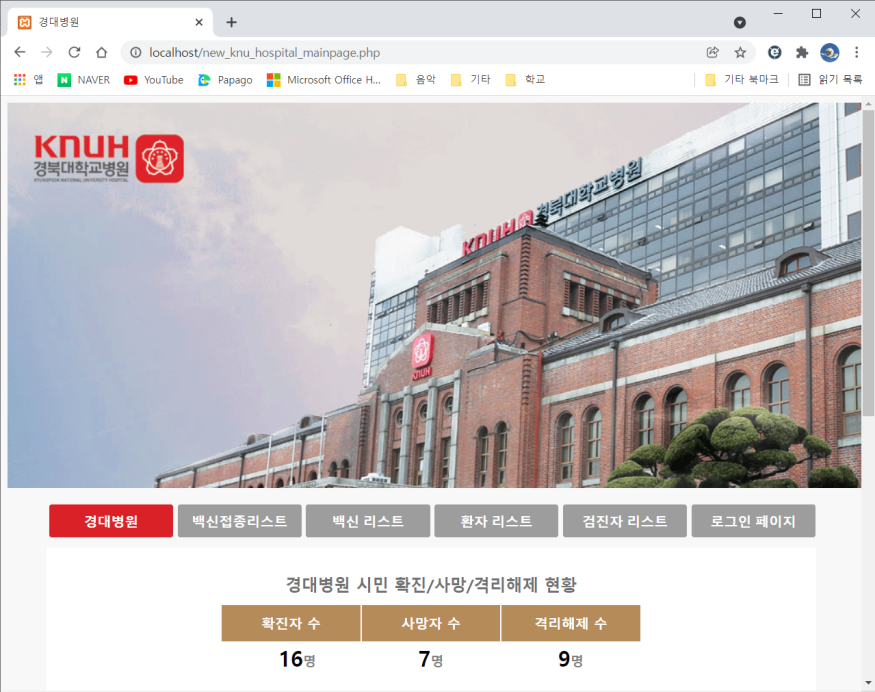 경대병원
localhost/new_knu_hospital_mainpage.php
앱 NAVER YouTube Papago Microsoft Office H... 음악 기타 학교 기타 북마크 읽기 목록
KNUH
경북대학교병원
KYUNGPOOK NATIONAL UNIVERSITY HOSPITAL
KNUH 경북대학교병원
KNUH
경대병원 백신접종리스트 백신 리스트 환자 리스트 검진자 리스트 로그인 페이지
경대병원 시민 확진/사망/격리해제 현황
확진자 수 사망자 수 격리해제 수
16명 7명 9명